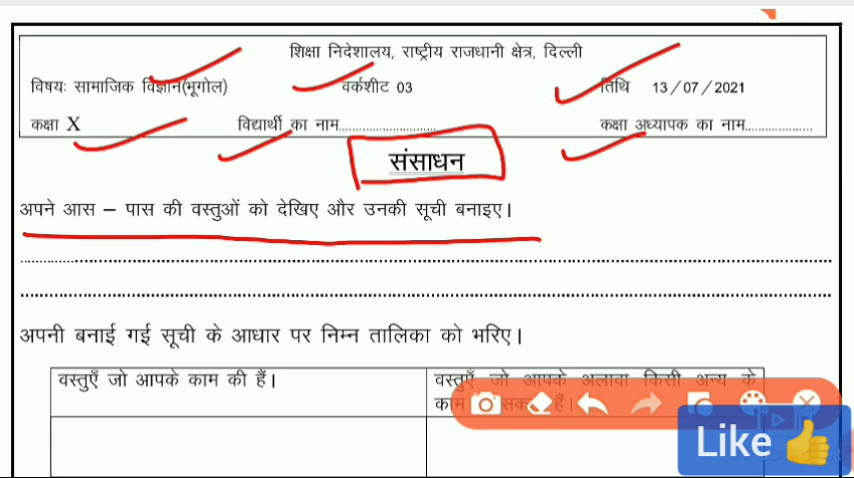 शिक्षा निदेशालय, राष्ट्रीय राजधानी क्षेत्र, दिल्ली
विषयः सामाजिक विज्ञान(भूगोल) वर्कशीट 03 तिथि 13/07/2021
कक्षा X विद्यार्थी का नाम........................... कक्षा अध्यापक का नाम....................
संसाधन
अपने आस – पास की वस्तुओं को देखिए और उनकी सूची बनाइए।
अपनी बनाई गई सूची के आधार पर निम्न तालिका को भरिए।
वस्तुएँ जो आपके काम की हैं। वस्तुएँ जो आपके अलावा किसी अन्य के
काम सक हैं।
Like